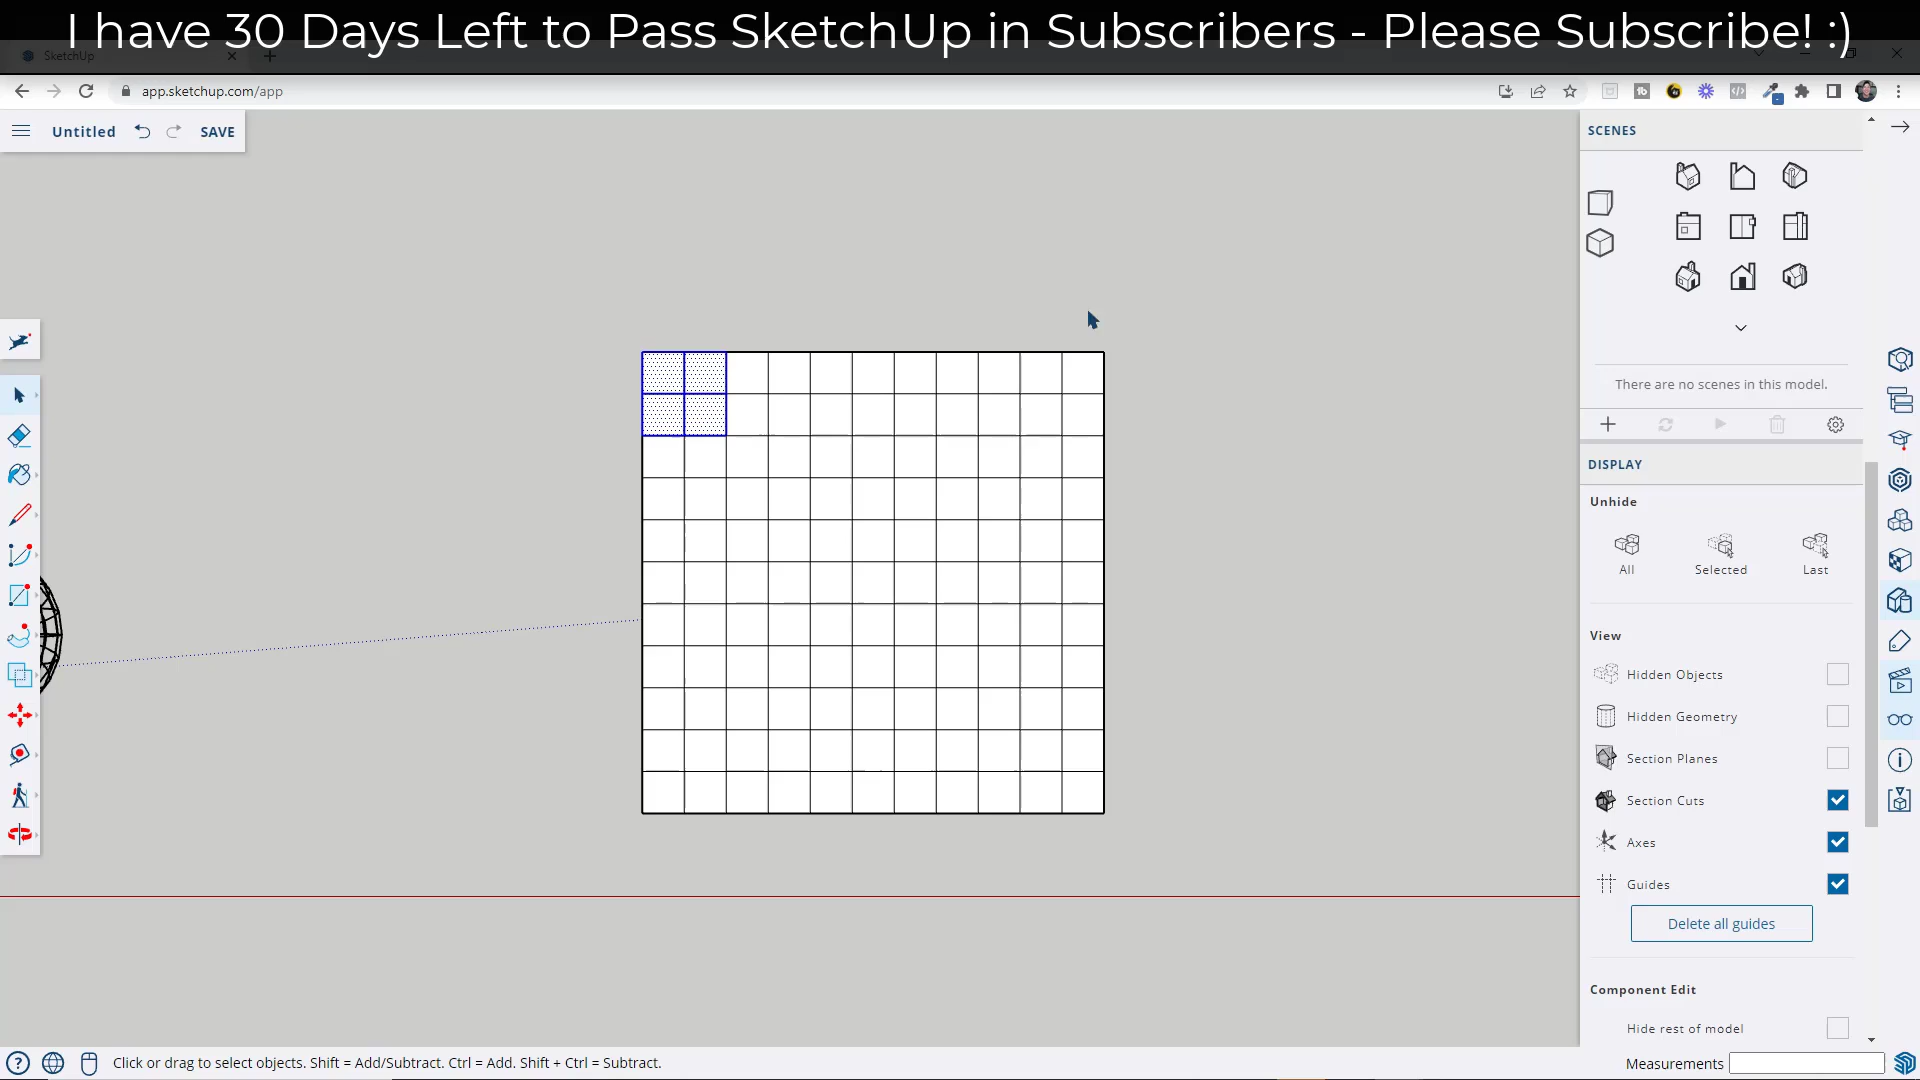 I have 30 Days Left to Pass SketchUp in Subscribers - Please Subscribe! :)
SketchUp
app.sketchup.com/app
Untitled
SAVE
SCENES
There are no scenes in this model.
DISPLAY
Unhide
All
Selected
Last
View
Hidden Objects
Hidden Geometry
Section Planes
Section Cuts
Axes
Guides
Delete all guides
Component Edit
Hide rest of model
Click or drag to select objects. Shift = Add/Subtract. Ctrl = Add. Shift + Ctrl = Subtract.
Measurements